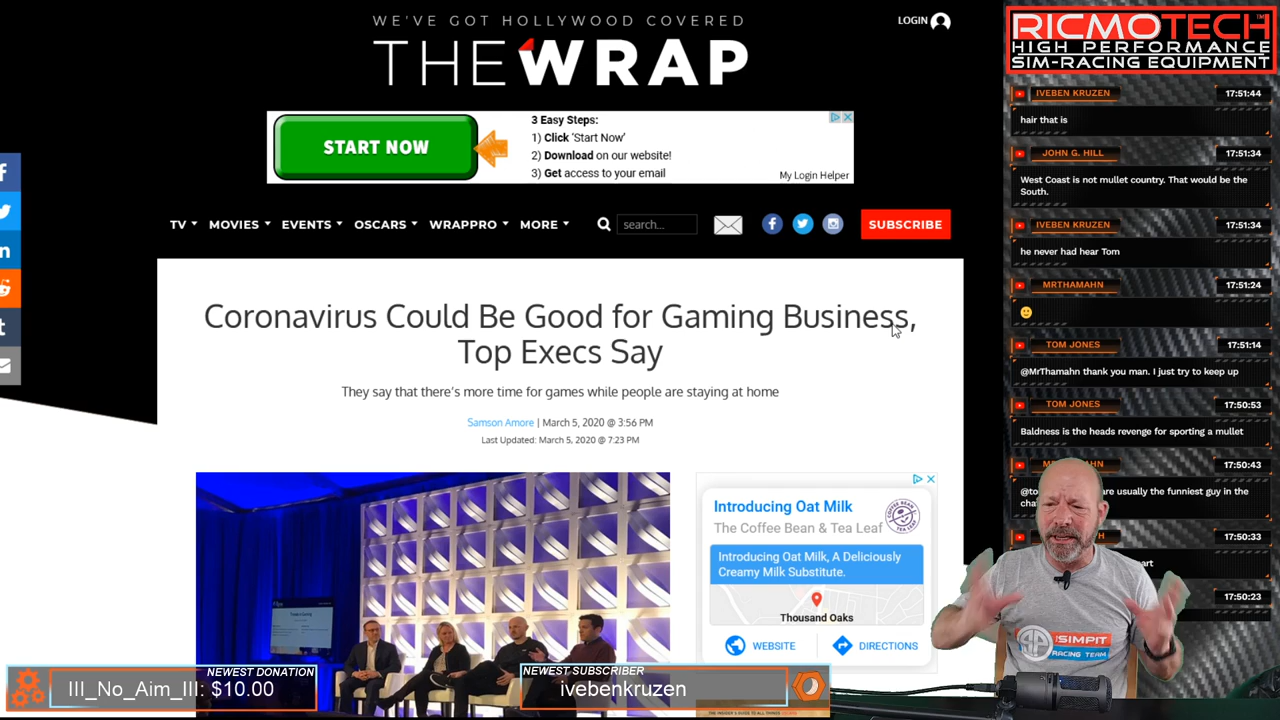 WE'VE GOT HOLLYWOOD COVERED
THE WRAP
LOGIN
START NOW
3 Easy Steps:
1) Click 'Start Now'
2) Download on our website!
3) Get access to your email
My Login Helper
TV
MOVIES
EVENTS
OSCARS
WRAPPRO
MORE
search...
SUBSCRIBE
Coronavirus Could Be Good for Gaming Business,
Top Execs Say
They say that there's more time for games while people are staying at home
Samson Amore | March 5, 2020 @ 3:56 PM
Last Updated: March 5, 2020 @ 7:23 PM
Introducing Oat Milk
The Coffee Bean & Tea Leaf
Introducing Oat Milk, A Deliciously
Creamy Milk Substitute.
Thousand Oaks
WEBSITE
DIRECTIONS
RICMOTECH
HIGH PERFORMANCE
SIM-RACING EQUIPMENT
IVEBEN KRUZEN
17:51:44
hair that is
JOHN G. HILL
17:51:34
West Coast is not mullet country. That would be the
South.
IVEBEN KRUZEN
17:51:34
he never had hear Tom
MRTHAMAHN
17:51:24
TOM JONES
17:51:14
@MrThamahn thank you man. I just try to keep up
TOM JONES
17:50:53
Baldness is the heads revenge for sporting a mullet
17:50:43
are usually the funniest guy in the
17:50:33
17:50:23
SIMPIT
RACING TEAM
NEWEST DONATION
III_No_Aim_III: $10.00
NEWEST SUBSCRIBER
ivebenkruzen